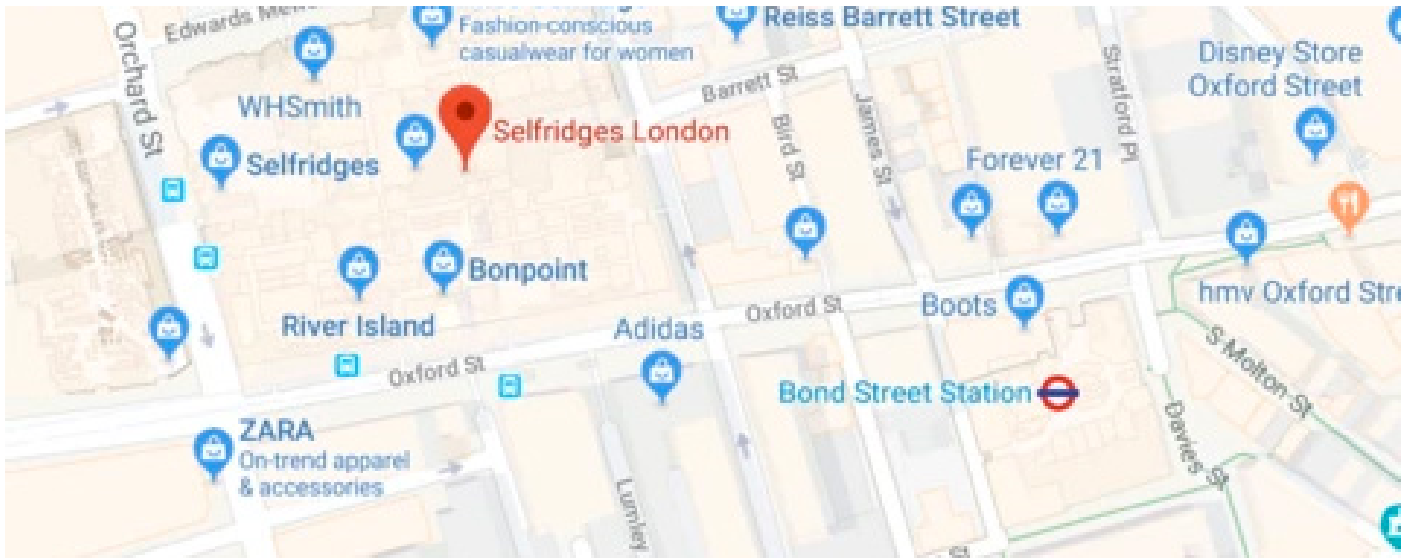 Edwards Mews
Fashion-conscious
casualwear for women
Reiss Barrett Street
Disney Store
Oxford Street
Orchard St
WHSmith
Barrett St
Stratford Pl
James St
Bird St
Selfridges London
Selfridges
Forever 21
Bonpoint
River Island
Oxford St
Boots
hmv Oxford Stre
Adidas
Oxford St
S Molton St
Bond Street Station
ZARA
On-trend apparel
& accessories
Davies St
Lumley
St